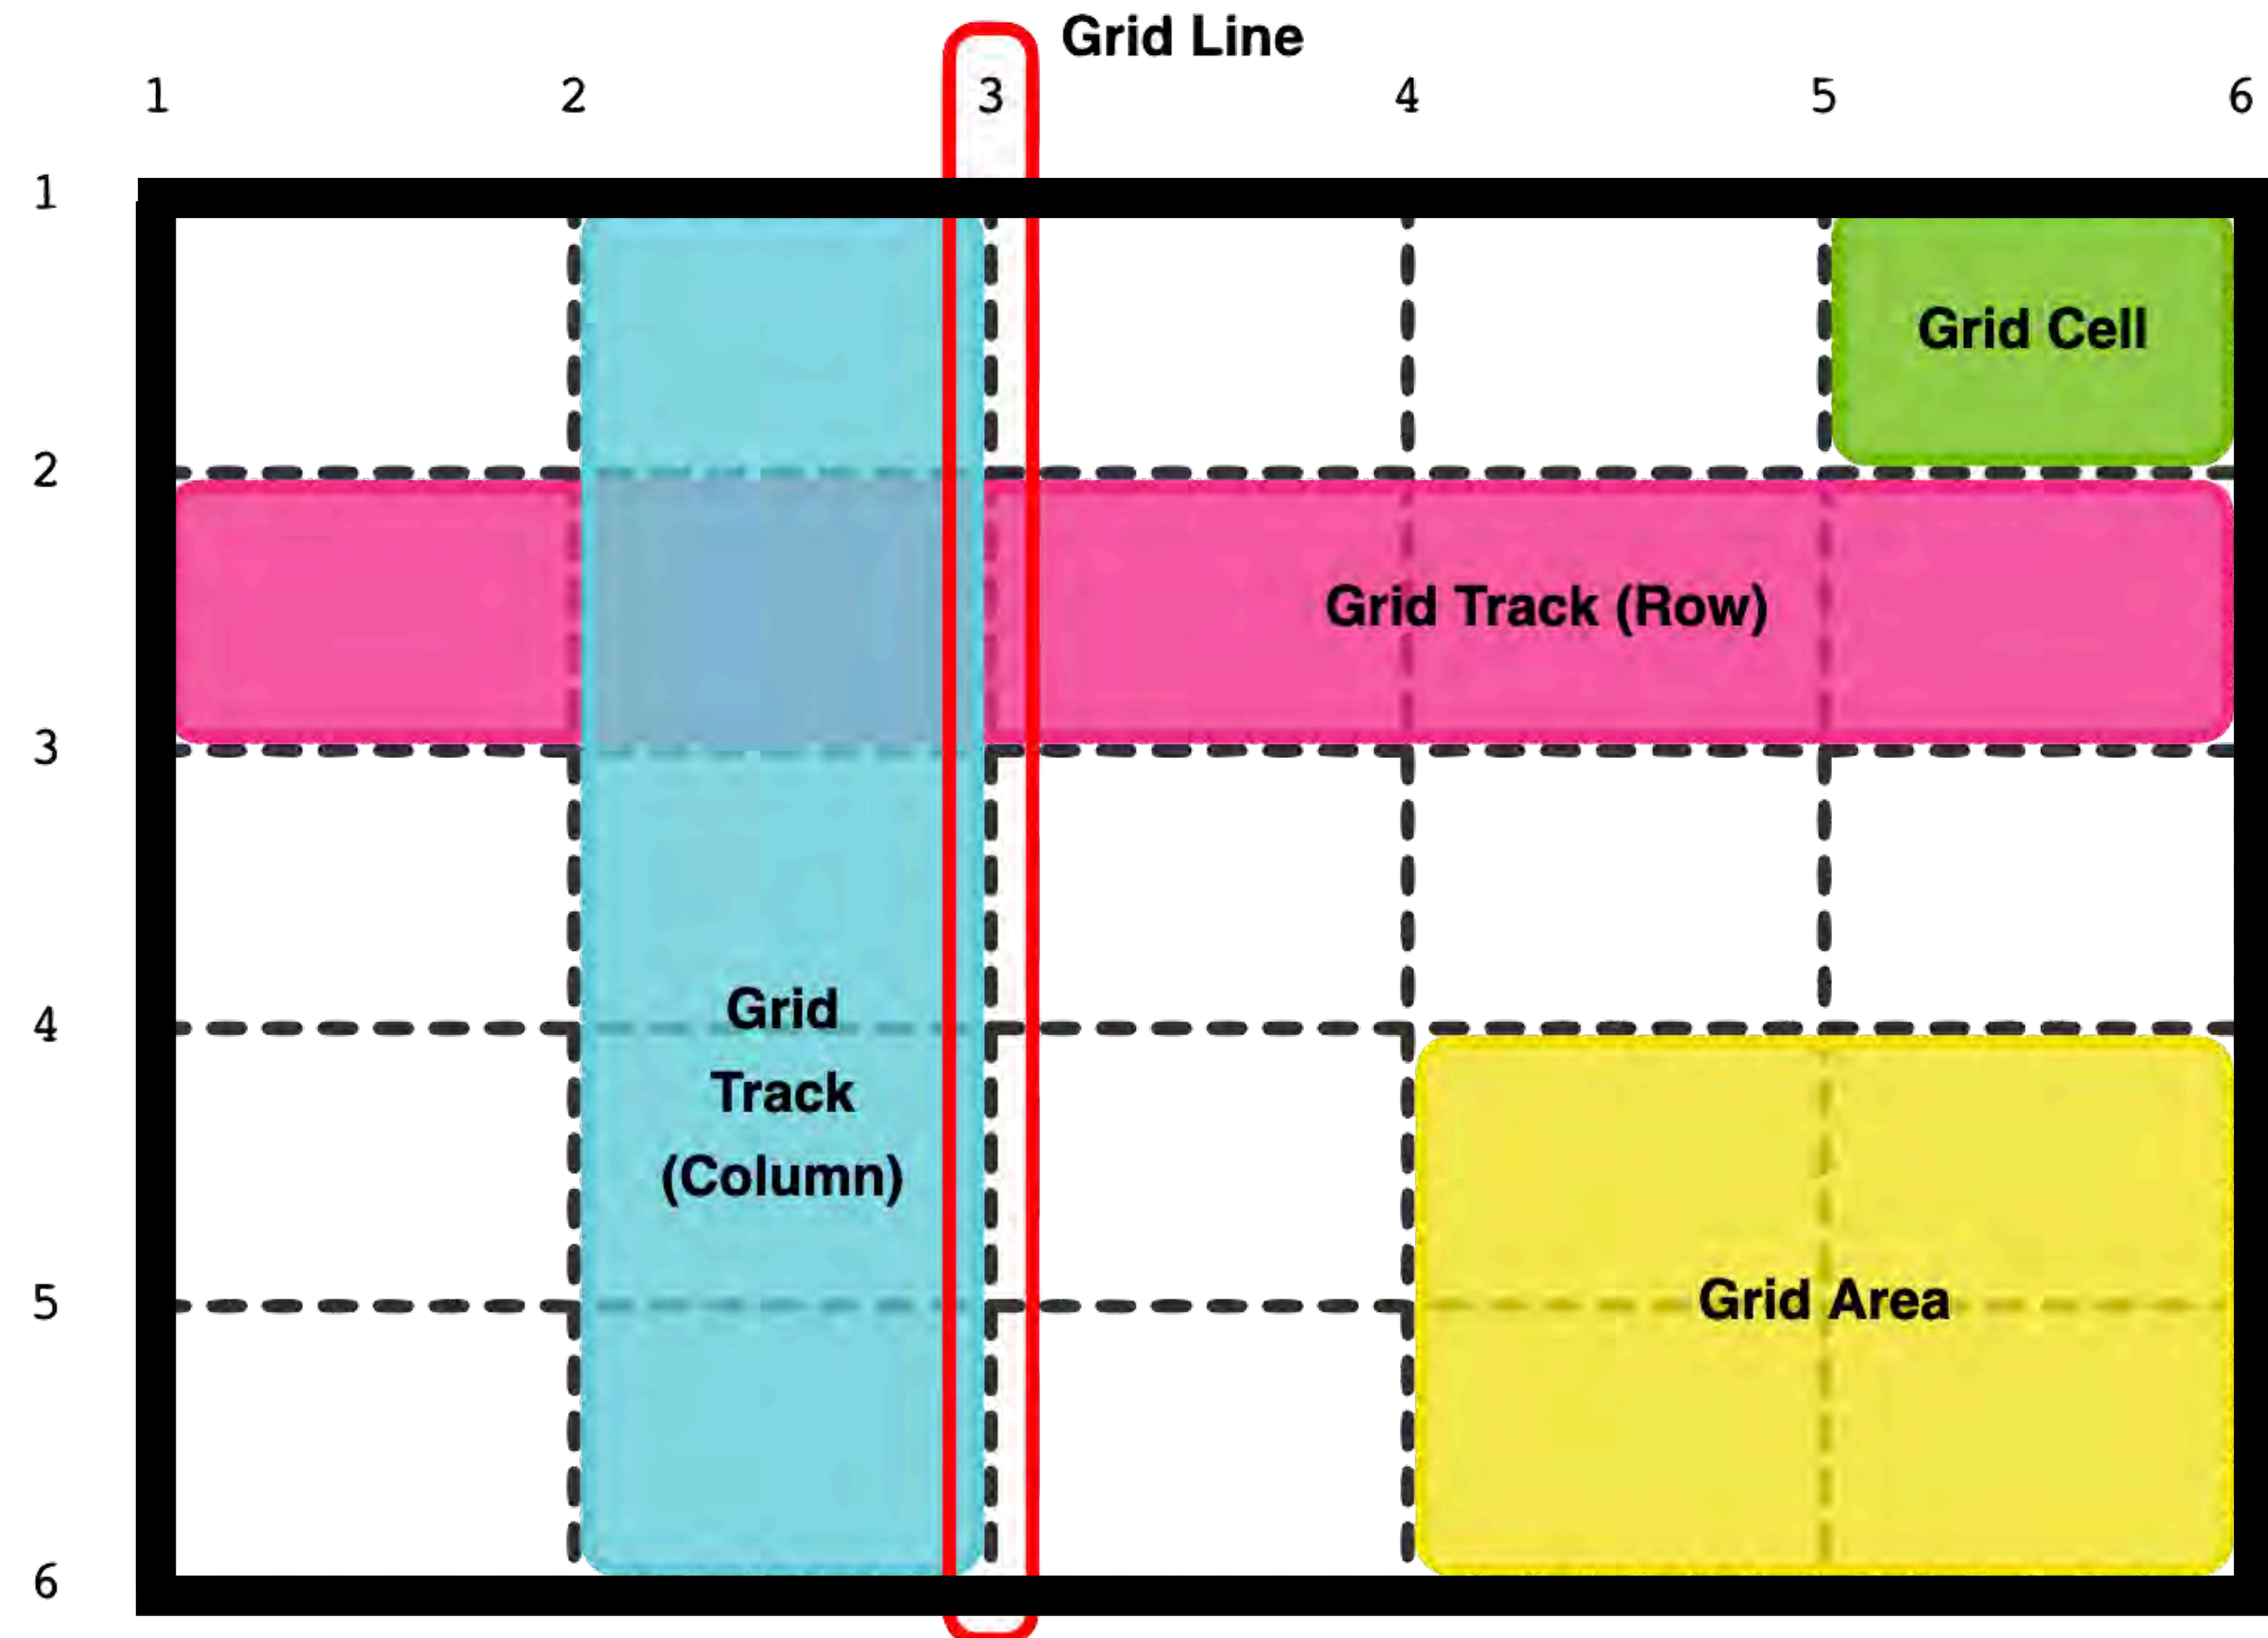 Grid Line
1 2 3 4 5 6
1
Grid Cell
2
Grid Track (Row)
3
Grid
4
Track
(Column)
5
Grid Area
6